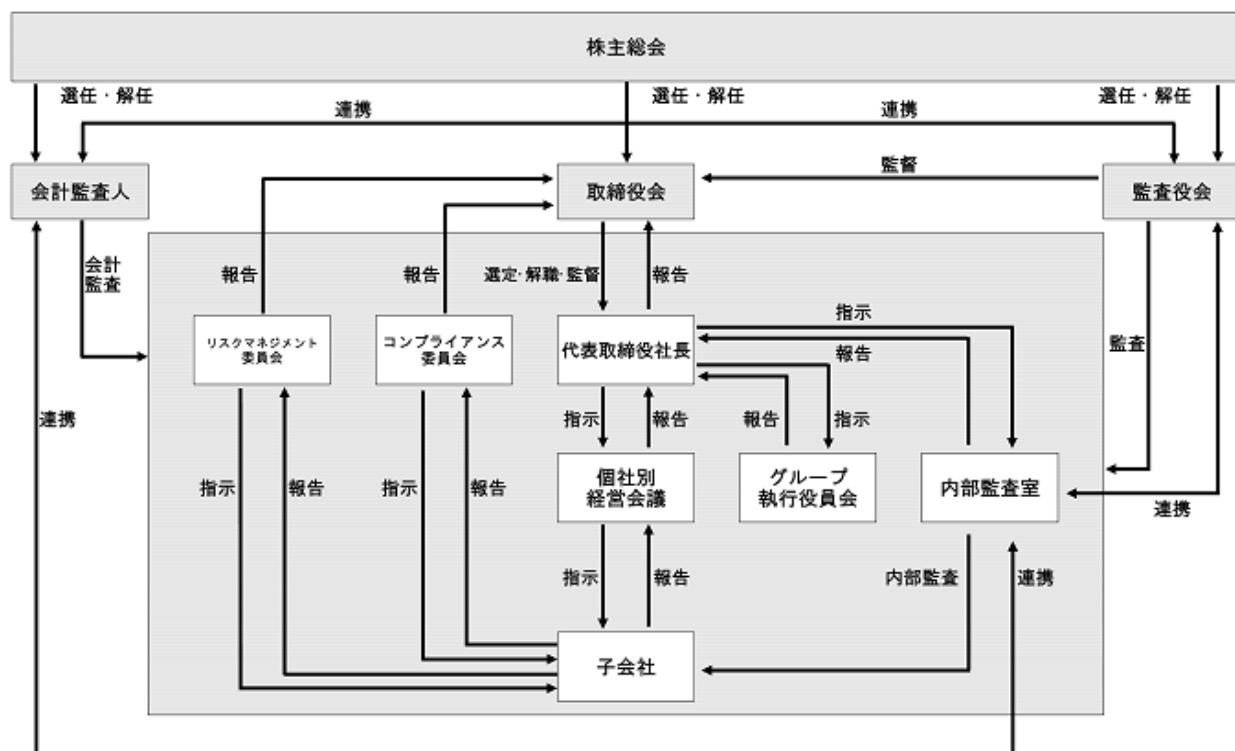 株主総会
選任・解任
選任・解任
選任・解任
連携
連携
会計監査人
取締役会
監督
監査役会
会計
監査
報告
報告
選定・解職・監督
報告
リスクマネジメント
委員会
コンプライアンス
委員会
代表取締役社長
指示
報告
監査
連携
指示
報告
報告
指示
個社別
経営会議
グループ
執行役員会
内部監査室
連携
指示
報告
指示
報告
指示
報告
内部監査
連携
子会社